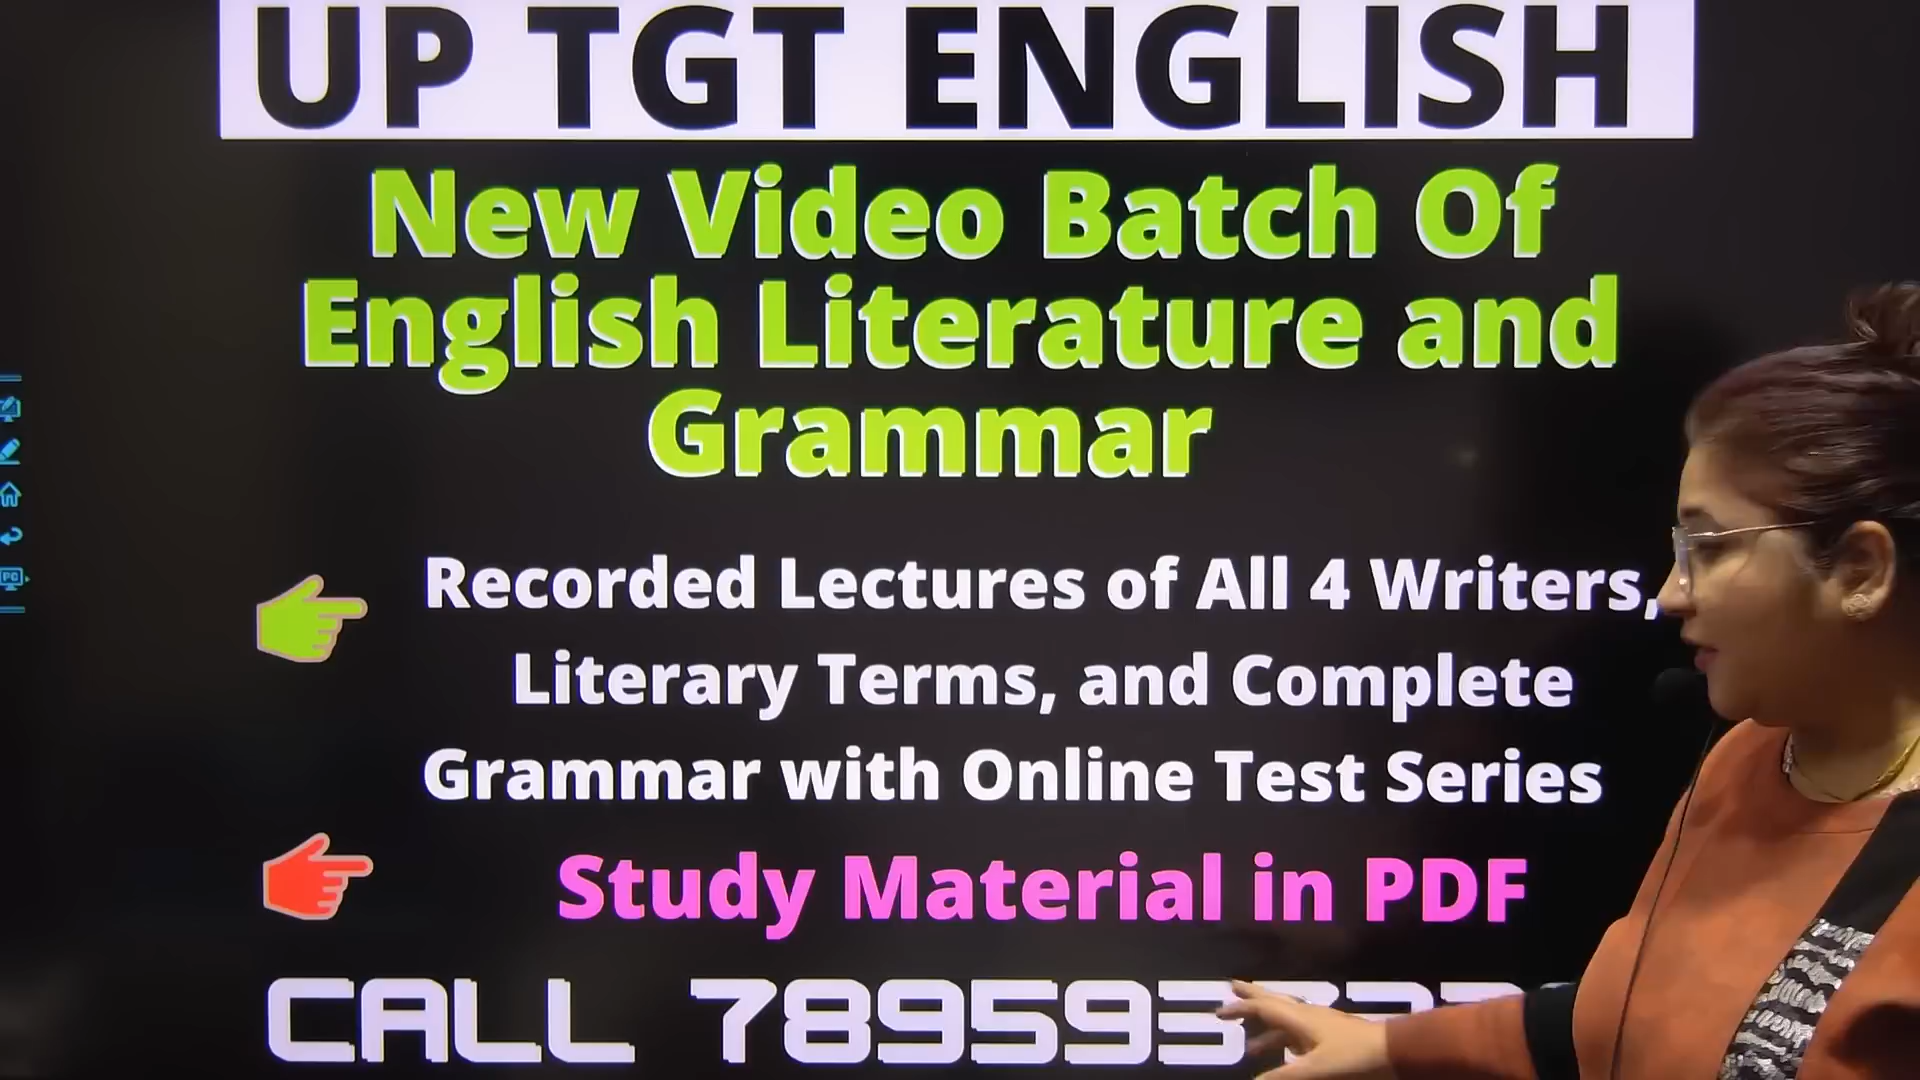 UP TGT ENGLISH
New Video Batch Of
English Literature and
Grammar
Recorded Lectures of All 4 Writers,
Literary Terms, and Complete
Grammar with Online Test Series
Study Material in PDF
CALL